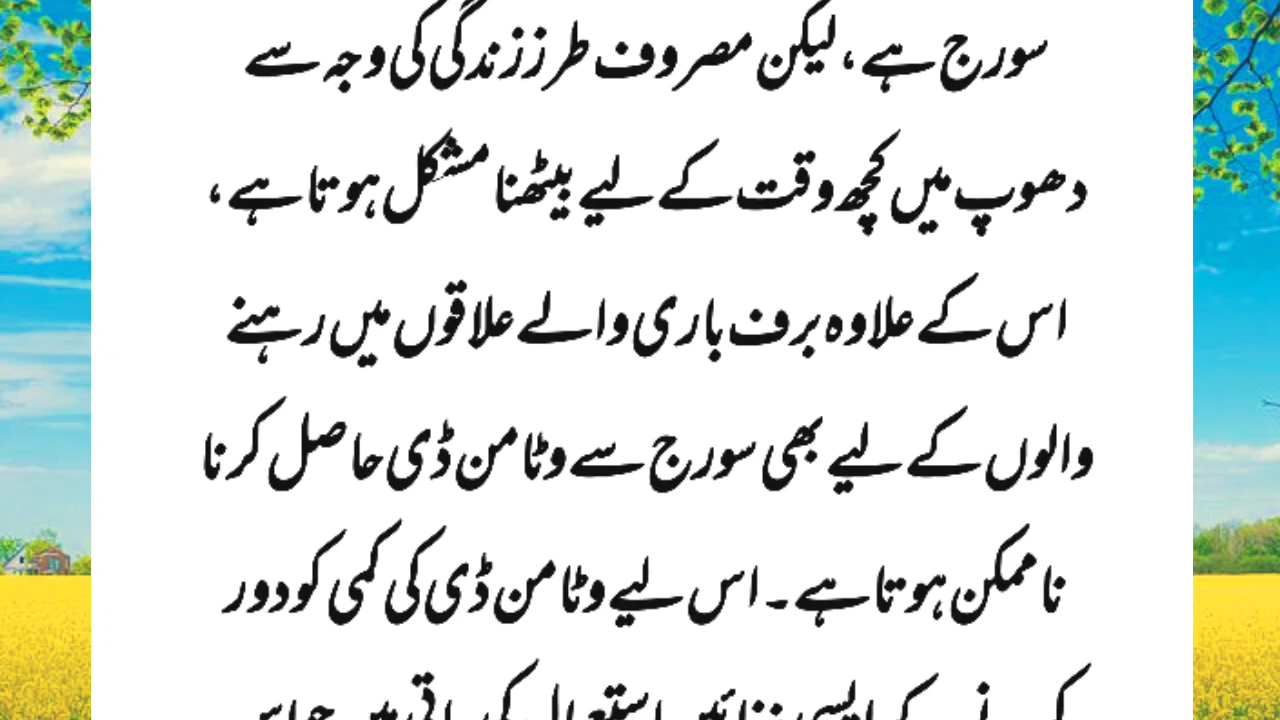 سورج ہے، لیکن مصروف طرز زندگی کی وجہ سے
دھوپ میں کچھ وقت کے لیے بیٹھنا مشکل ہوتا ہے،
اس کے علاوہ برف باری والے علاقوں میں رہنے
والوں کے لیے بھی سورج سے وٹامن ڈی حاصل کرنا
ناممکن ہوتا ہے۔ اس لیے وٹامن ڈی کی کمی کو دور